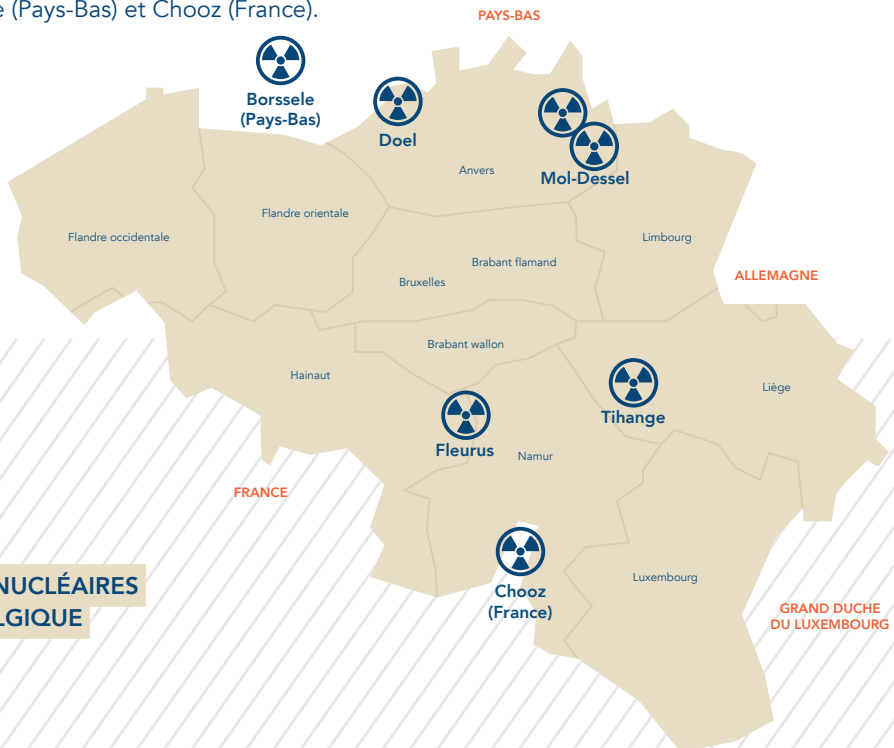 (Pays-Bas) et Chooz (France).
PAYS-BAS
Borssele
(Pays-Bas)
Doel
Mol-Dessel
Anvers
Flandre orientale
Flandre occidentale
Limbourg
Brabant flamand
Bruxelles
ALLEMAGNE
Brabant wallon
Hainaut
Liège
Tihange
Fleurus
Namur
FRANCE
Chooz
(France)
Luxembourg
NUCLÉAIRES
GRAND DUCHE
DU LUXEMBOURG
LGIQUE